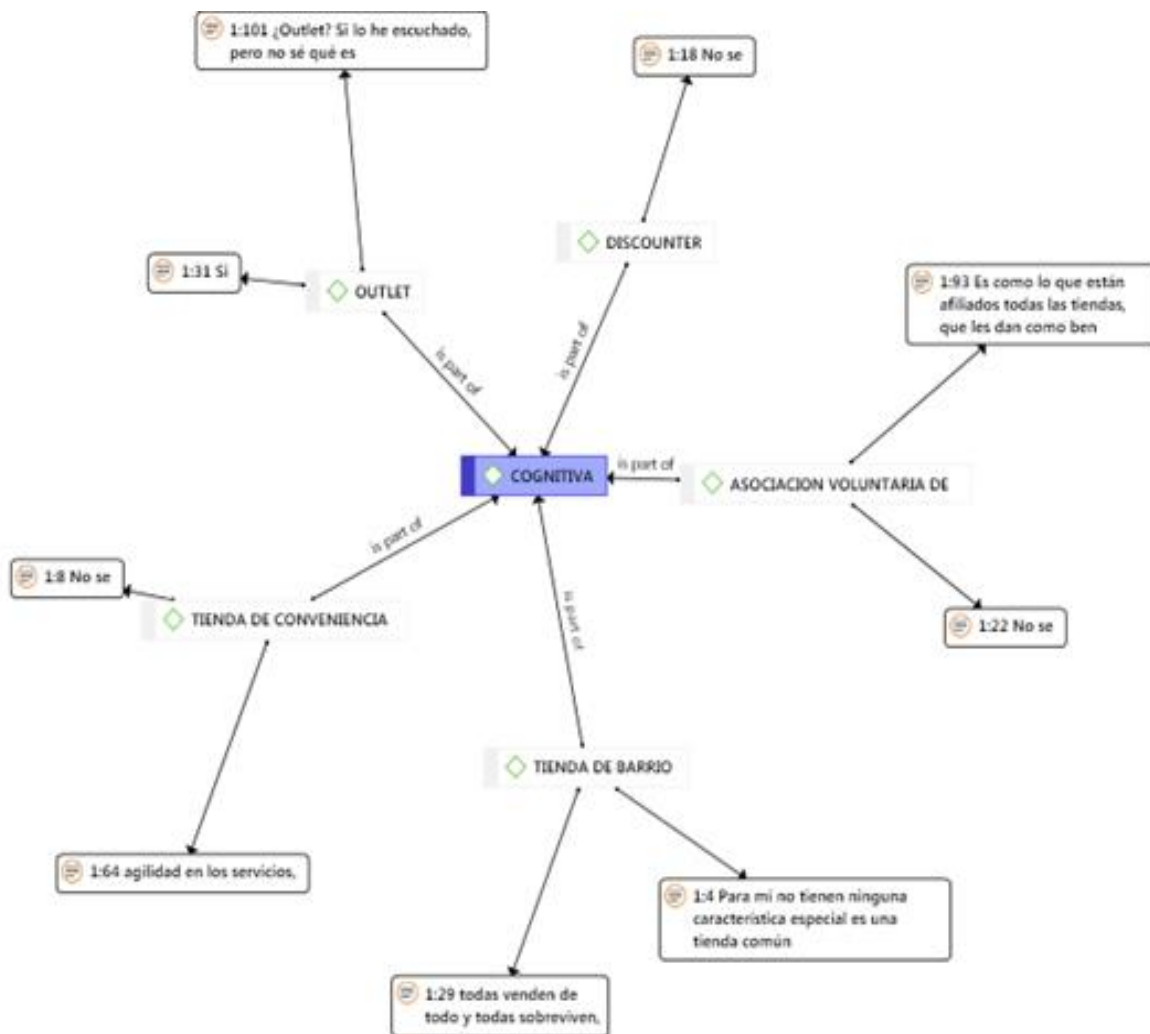 1:101 ¿Outlet? Si lo he escuchado,
pero no sé qué es
1:18 No se
DISCOUNTER
1:31 Si
OUTLET
1:93 Es como lo que están
afiliados todas las tiendas,
que les dan como ben
is part of
is part of
COGNITIVA
is part of
ASOCIACION VOLUNTARIA DE
is part of
1:8 No se
TIENDA DE CONVENIENCIA
is part of
1:22 No se
TIENDA DE BARRIO
1:64 agilidad en los servicios,
1:4 Para mi no tienen ninguna
característica especial es una
tienda común
1:29 todas venden de
todo y todas sobreviven,